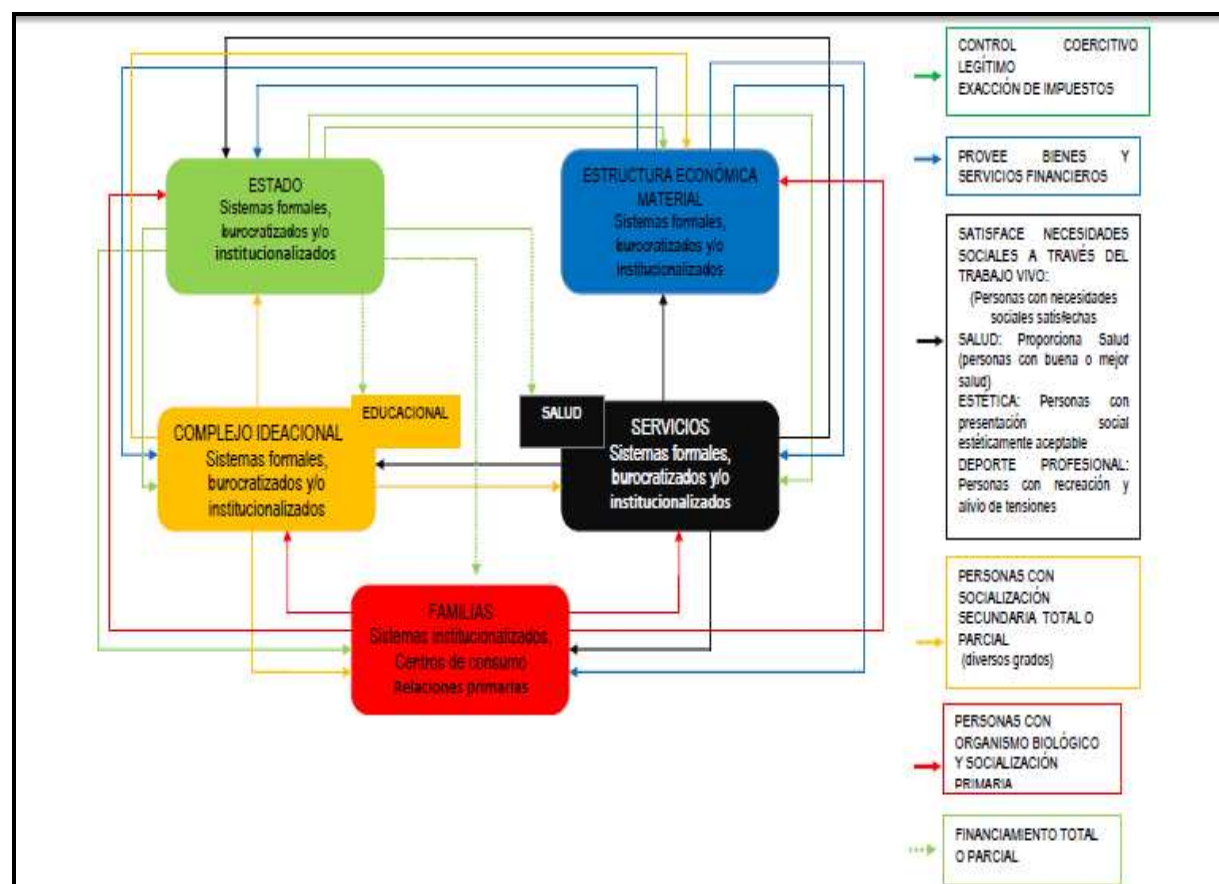 ESTADO
Sistemas formales,
burocratizados y/o
institucionalizados
ESTRUCTURA ECONÓMICA
MATERIAL
Sistemas formales,
burocratizados y/o
institucionalizados
COMPLEJO IDEACIONAL
Sistemas formales,
burocratizados y/o
institucionalizados
EDUCACIONAL
SALUD
SERVICIOS
Sistemas formales,
burocratizados y/o
institucionalizados
FAMILIAS
Sistemas institucionalizados,
Centros de consumo
Relaciones primarias
CONTROL COERCITIVO
LEGÍTIMO
EXACCIÓN DE IMPUESTOS
PROVEE BIENES Y
SERVICIOS FINANCIEROS
SATISFACE NECESIDADES
SOCIALES A TRAVÉS DEL
TRABAJO VIVO:
(Personas con necesidades
sociales satisfechas
SALUD: Proporciona Salud
(personas con buena o mejor
salud)
ESTÉTICA: Personas con
presentación social
estéticamente aceptable
DEPORTE PROFESIONAL:
Personas con recreación y
alivio de tensiones
PERSONAS CON
SOCIALIZACIÓN
SECUNDARIA TOTAL O
PARCIAL
(diversos grados)
PERSONAS CON
ORGANISMO BIOLÓGICO
Y SOCIALIZACIÓN
PRIMARIA
FINANCIAMIENTO TOTAL
O PARCIAL